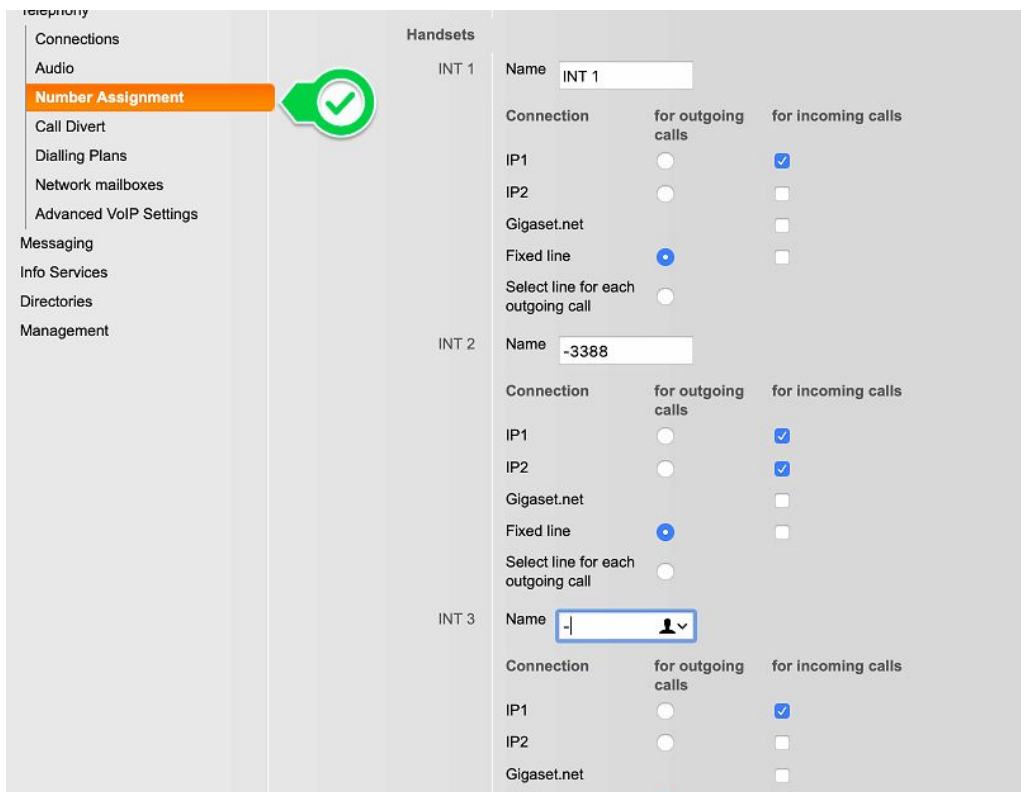 Telephony
Connections
Audio
Number Assignment
Call Divert
Dialling Plans
Network mailboxes
Advanced VoIP Settings
Messaging
Info Services
Directories
Management
Handsets
INT 1
Name INT 1
Connection for outgoing calls for incoming calls
IP1
IP2
Gigaset.net
Fixed line
Select line for each
outgoing call
INT 2
Name -3388
Connection for outgoing calls for incoming calls
IP1
IP2
Gigaset.net
Fixed line
Select line for each
outgoing call
INT 3
Name -
Connection for outgoing calls for incoming calls
IP1
IP2
Gigaset.net